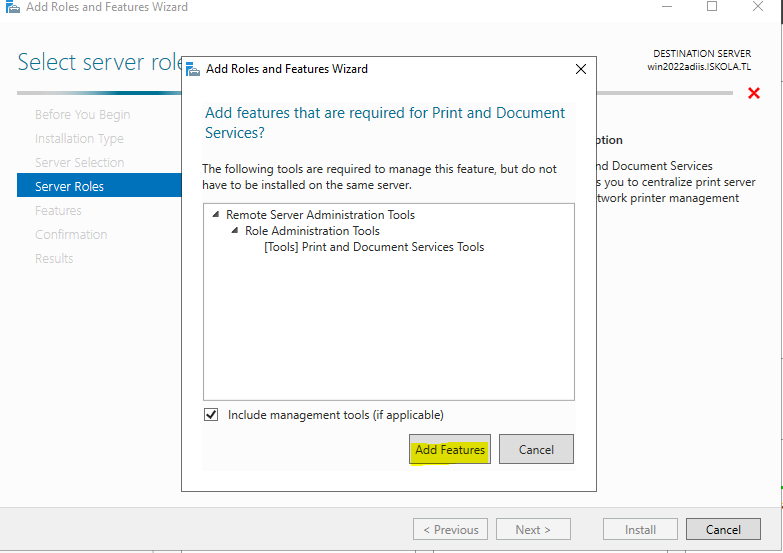 Add Roles and Features Wizard
Select server role
DESTINATION SERVER
win2022adiis.ISKOLA.TL
Before You Begin
Installation Type
Server Selection
Server Roles
Features
Confirmation
Results
Add Roles and Features Wizard
Add features that are required for Print and Document
Services?
The following tools are required to manage this feature, but do not
have to be installed on the same server.
Remote Server Administration Tools
Role Administration Tools
[Tools] Print and Document Services Tools
Include management tools (if applicable)
Add Features
Cancel
ption
nd Document Services
s you to centralize print server
twork printer management
< Previous
Next >
Install
Cancel